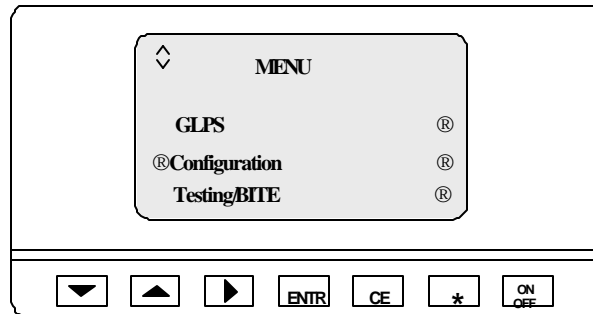 MENU
GLPS ®
®Configuration ®
Testing/BITE ®
ENTR CE * ON OFF